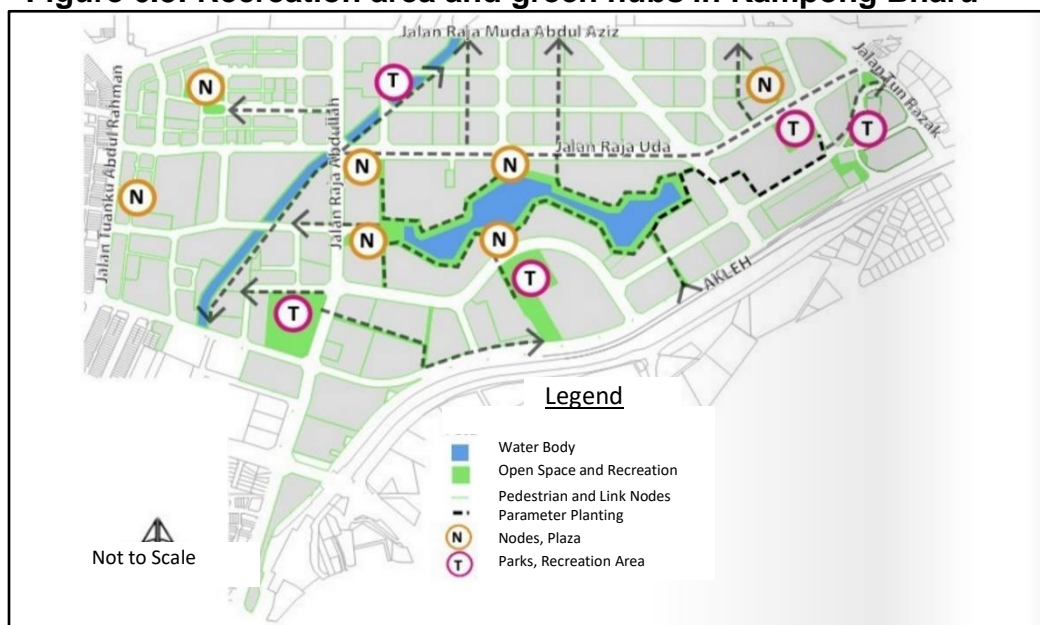 Figure 6.3: Recreation area and green hubs in Kampong Bharu
Jalan Raja Muda Abdul Aziz
Jalan Tun Razak
Jalan Tuanku Abdul Rahman
Jalan Raja Abdullah
Jalan Raja Uda
AKLEH
N
T
N
T
T
N
N
N
N
N
T
T
Legend
Water Body
Open Space and Recreation
Pedestrian and Link Nodes
Parameter Planting
N
Nodes, Plaza
T
Parks, Recreation Area
Not to Scale